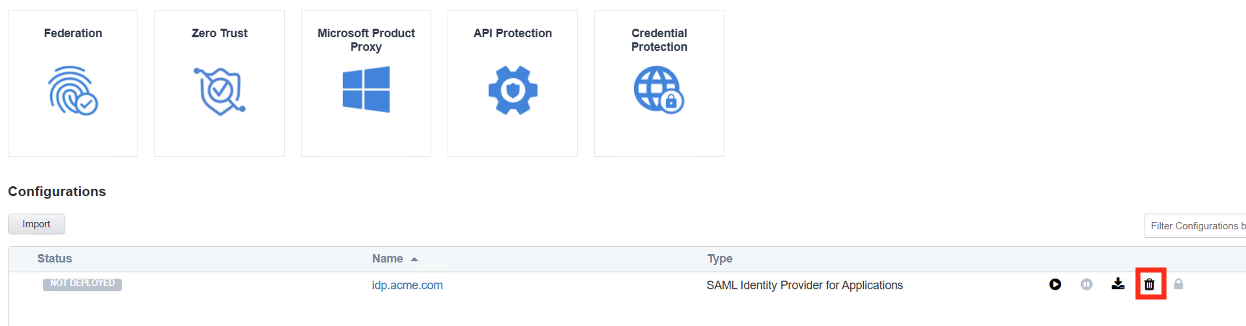 Federation
Zero Trust
Microsoft Product
Proxy
API Protection
Credential
Protection
Configurations
Import
Filter Configurations b
Status Name Type
NOT DEPLOYED idp.acme.com SAML Identity Provider for Applications